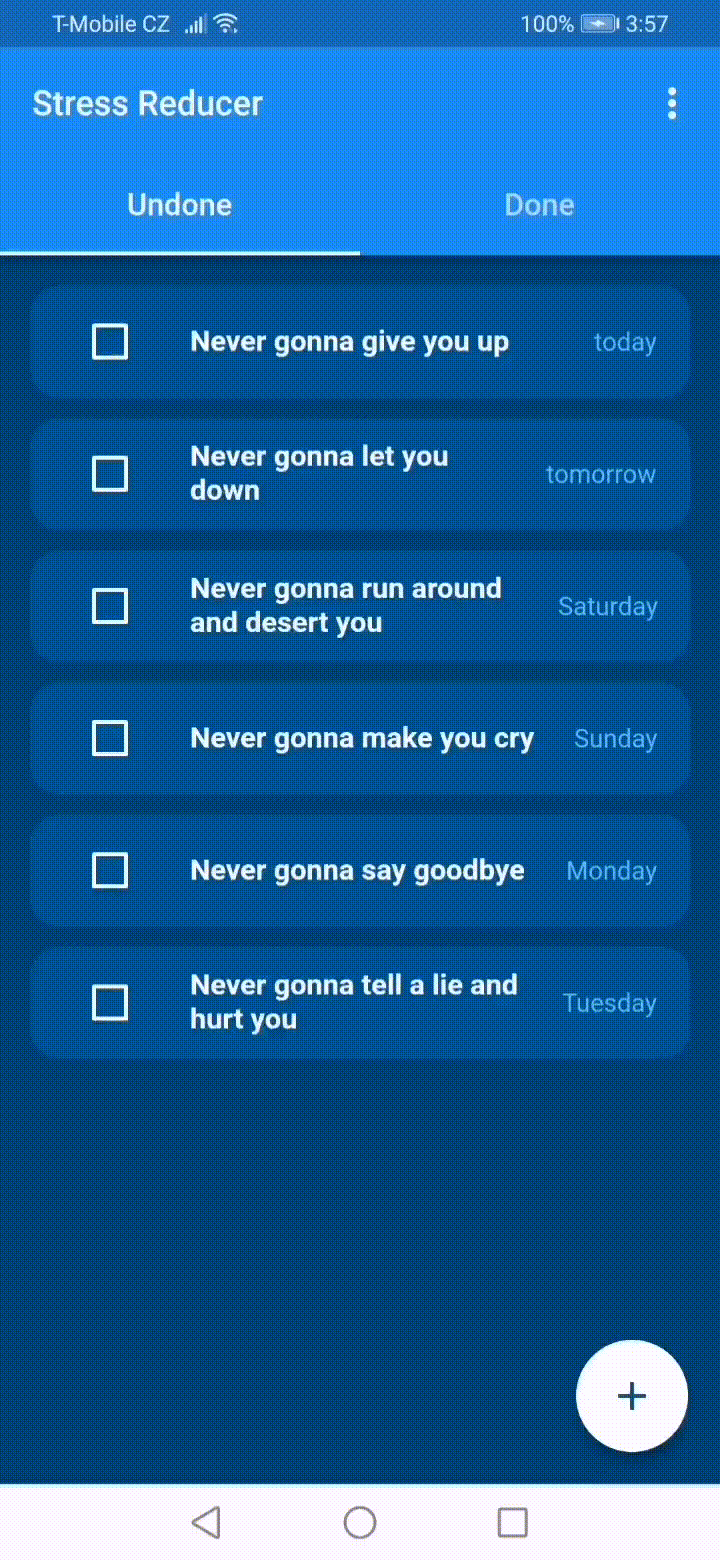 T-Mobile CZ 100% 3:57
Stress Reducer
Undone Done
Never gonna give you up today
Never gonna let you
down
tomorrow
Never gonna run around
and desert you
Saturday
Never gonna make you cry Sunday
Never gonna say goodbye Monday
Never gonna tell a lie and
hurt you
Tuesday